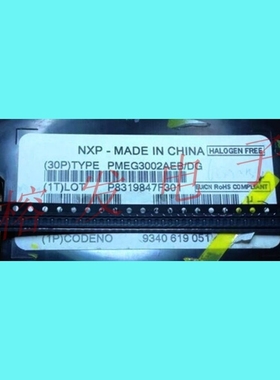 NXP - MADE IN CHINA HALOGEN FREE
(30P)TYPE PMEG3002AEB/DG
(1T)LOT P8319847F301 EUICH RoHS COMPLIANT
(1P)CODENO 9340 619 051